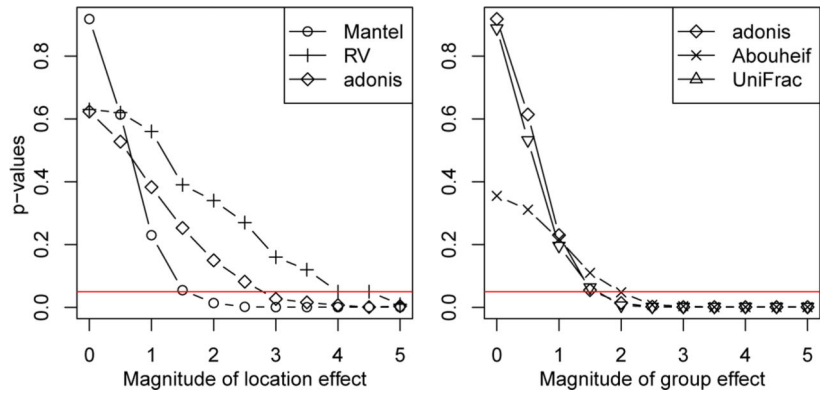 p−values
0.0
0.2
0.4
0.6
0.8
Mantel
RV
adonis
0 1 2 3 4 5
Magnitude of location effect
0.0
0.2
0.4
0.6
0.8
adonis
Abouheif
UniFrac
0 1 2 3 4 5
Magnitude of group effect